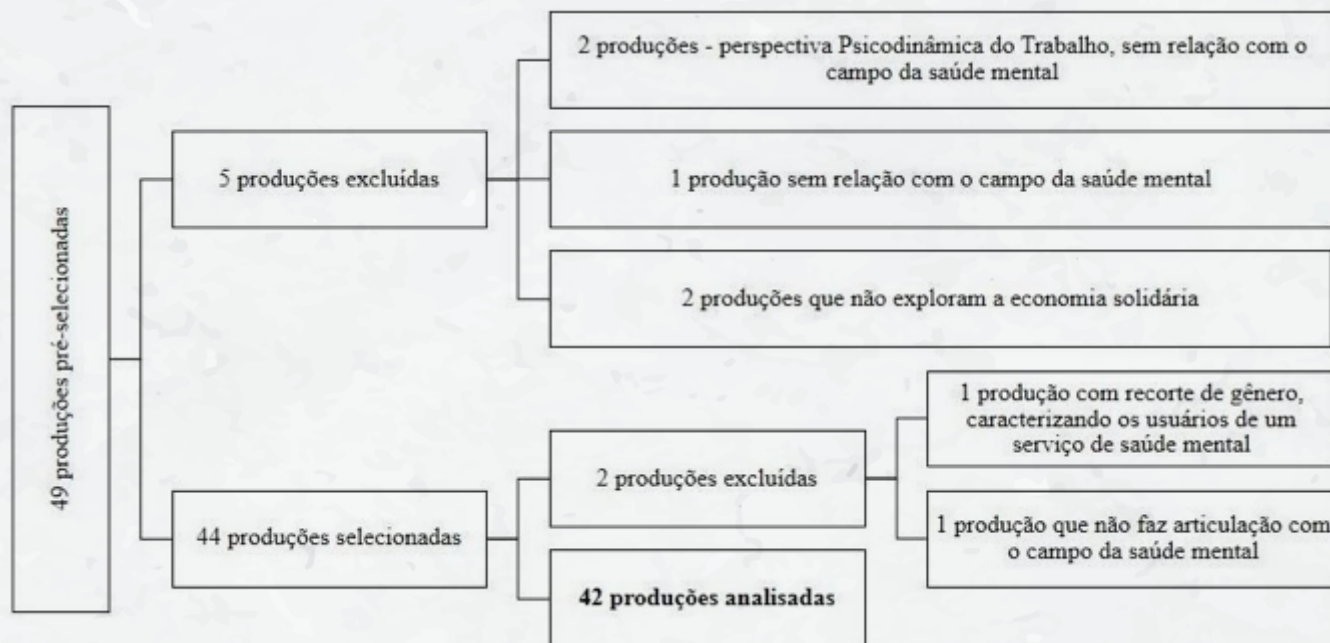 49 produções pré-selecionadas
5 produções excluídas
2 produções - perspectiva Psicodinâmica do Trabalho, sem relação com o
campo da saúde mental
1 produção sem relação com o campo da saúde mental
2 produções que não exploram a economia solidária
44 produções selecionadas
2 produções excluídas
1 produção com recorte de gênero,
caracterizando os usuários de um
serviço de saúde mental
1 produção que não faz articulação com
o campo da saúde mental
42 produções analisadas